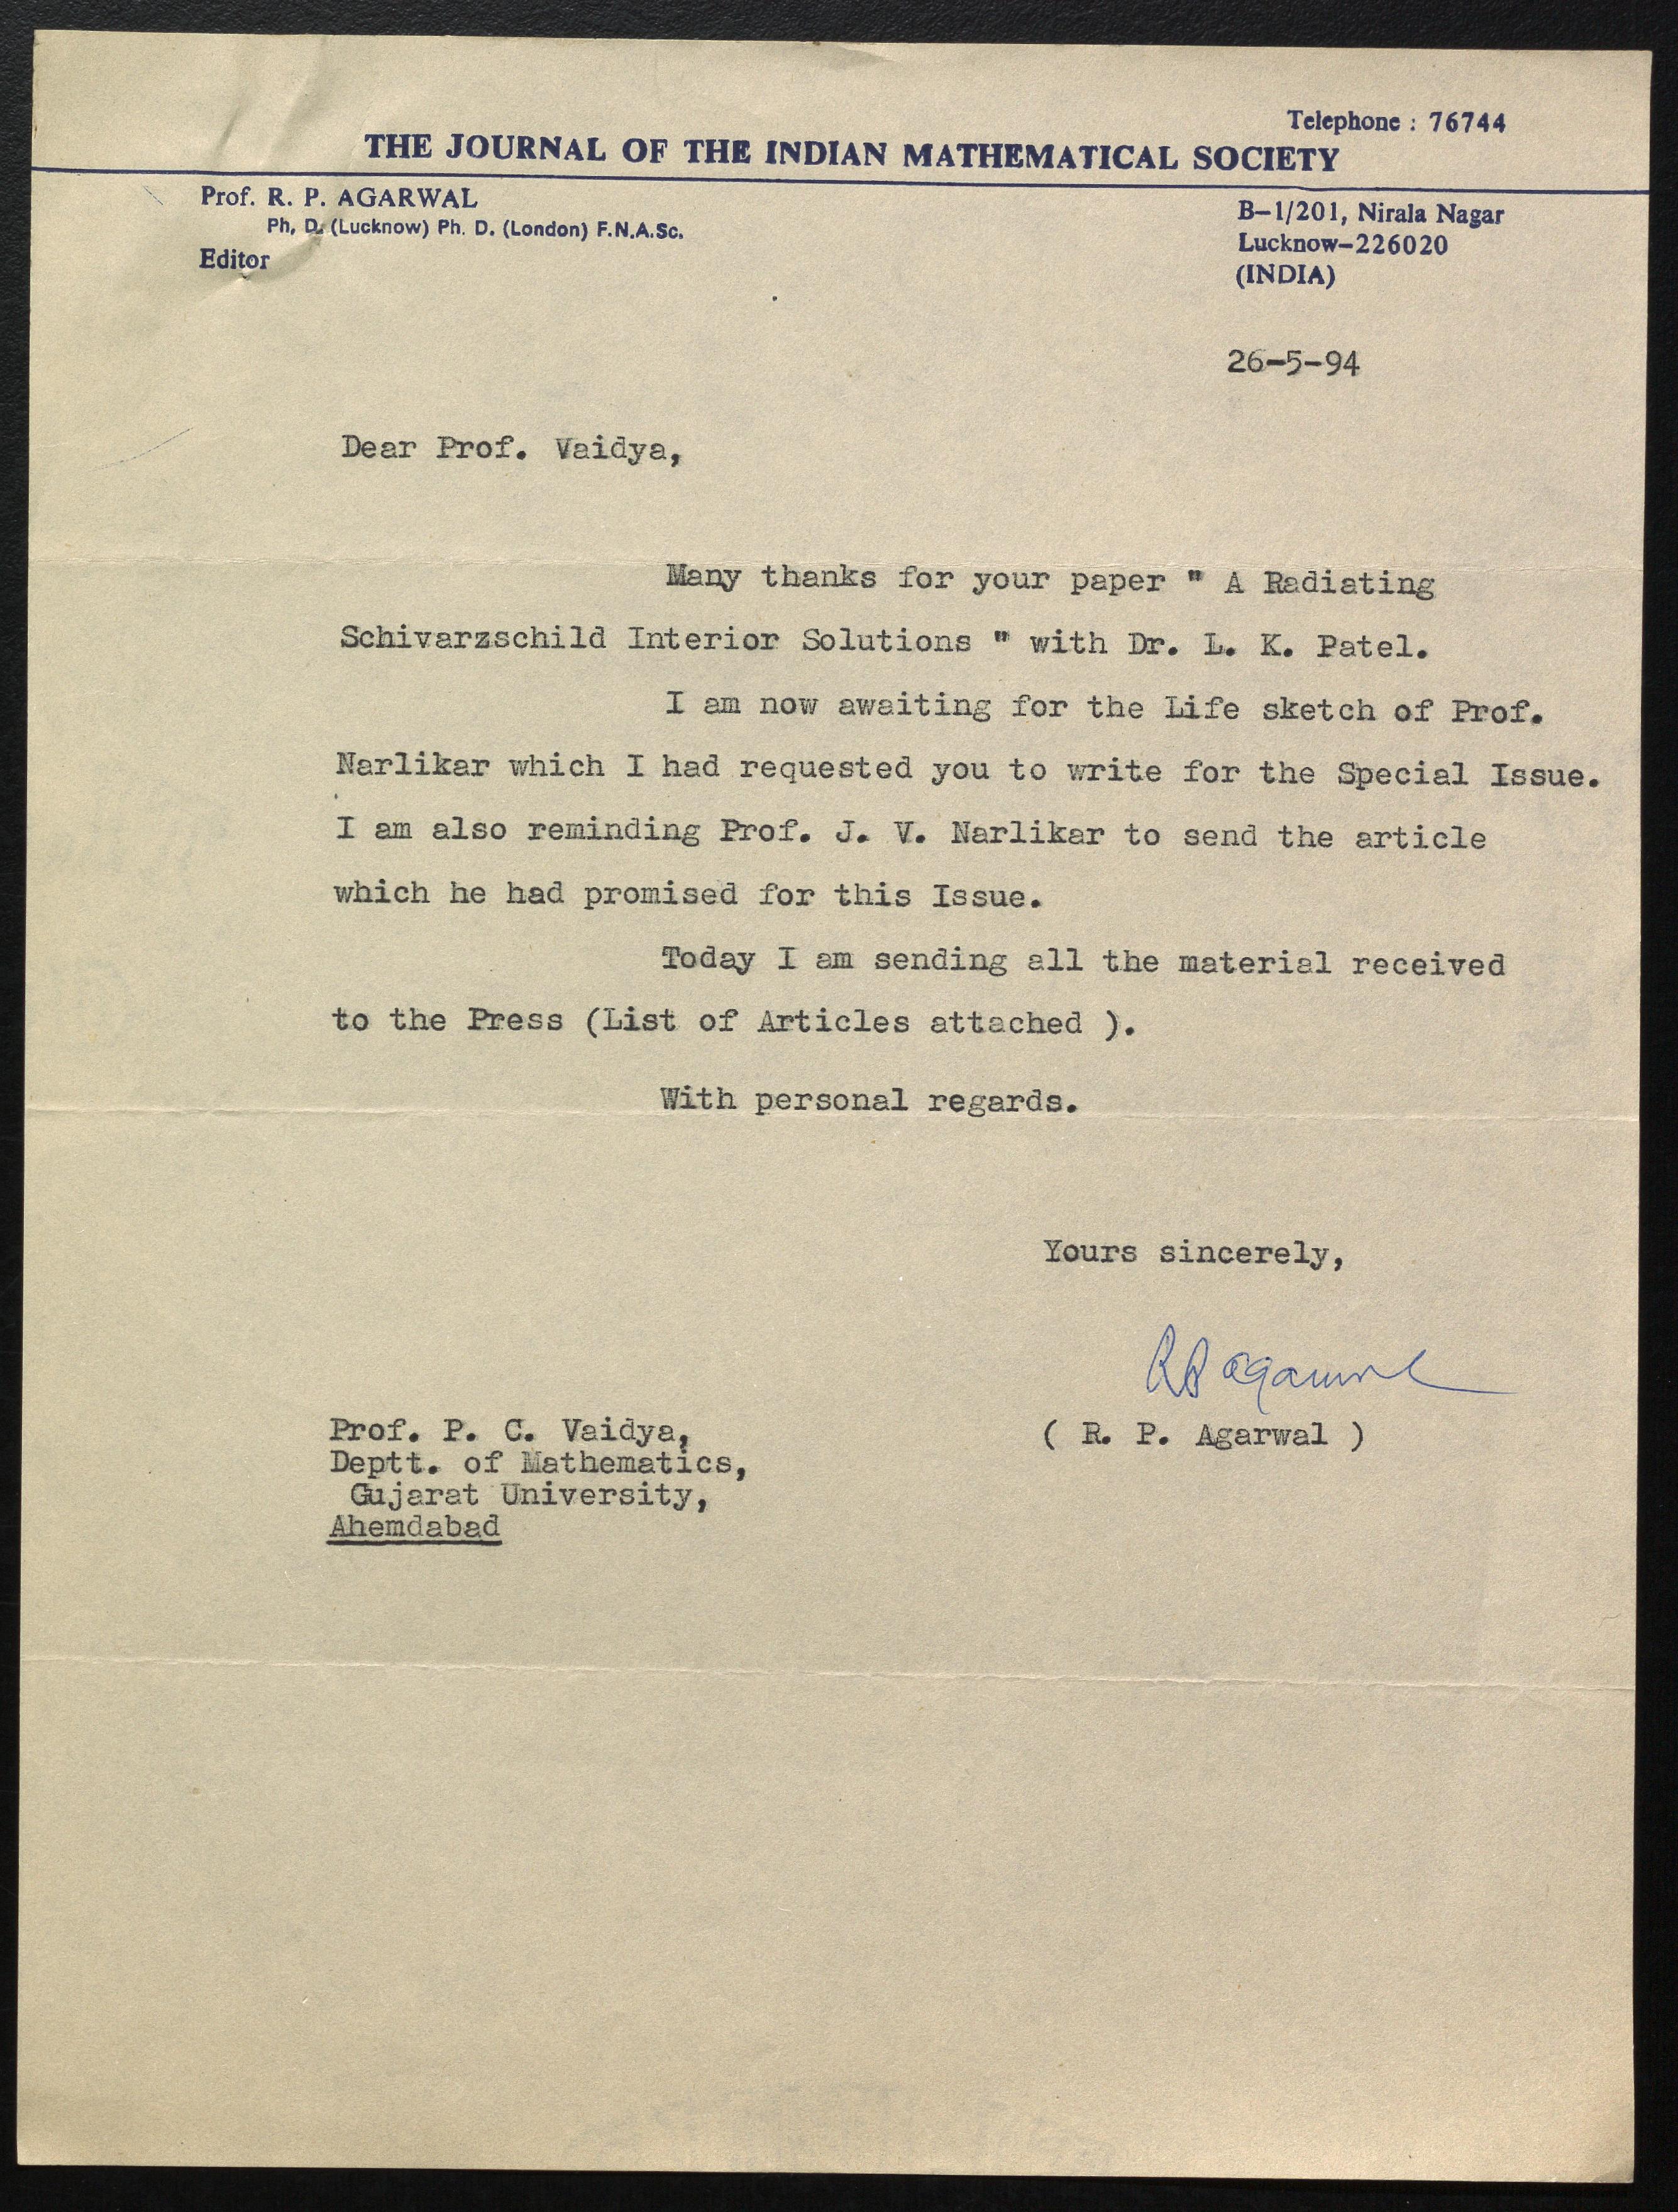 Telephone : 76744
THE JOURNAL OF THE INDIAN MATHEMATICAL SOCIETY
Prof. R. P. AGARWAL
Ph, D. (Lucknow) Ph. D. (London) F.N.A.Sc.
Editor
B-1/201, Nirala Nagar
Lucknow-226020
(INDIA)
26-5-94
Dear Prof. Vaidya,
Many thanks for your paper " A Radiating
Schivarzschild Interior Solutions " with Dr. L. K. Patel.
I am now awaiting for the Life sketch of Prof.
Narlikar which I had requested you to write for the Special Issue.
I am also reminding Prof. J. V. Narlikar to send the article
which he had promised for this Issue.
Today I am sending all the material received
to the Press (List of Articles attached ).
With personal regards.
Yours sincerely,
RP Agarwal
( R. P. Agarwal )
Prof. P. C. Vaidya,
Deptt. of Mathematics,
Gujarat University,
Ahemdabad